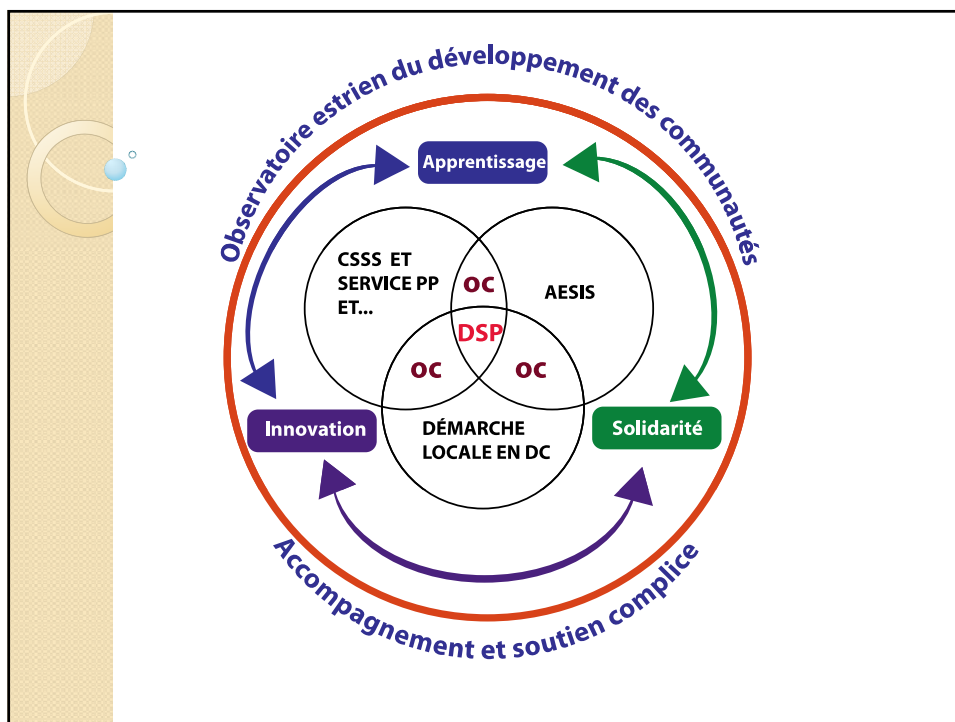 Observatoire estrien du développement des communautés
Apprentissage
CSSS ET
SERVICE PP
ET...
OC
AESIS
DSP
OC
OC
Innovation
DÉMARCHE
LOCALE EN DC
Solidarité
Accompagnement et soutien complice